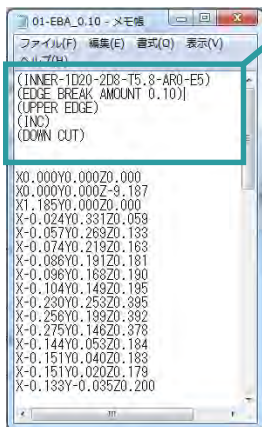 01-EBA_0.10 - メモ帳
ファイル(F) 編集(E) 書式(O) 表示(V)
ヘルプ(H)
(INNER-1D20-2D8-T5.8-AR0-E5)
(EDGE BREAK AMOUNT 0.10)
(UPPER EDGE)
(INC)
(DOWN CUT)
X0.000Y0.000Z0.000
X0.000Y0.000Z-9.187
X1.185Y0.000Z0.000
X-0.024Y0.331Z0.059
X-0.057Y0.269Z0.133
X-0.074Y0.219Z0.163
X-0.086Y0.191Z0.181
X-0.096Y0.168Z0.190
X-0.104Y0.149Z0.195
X-0.230Y0.253Z0.395
X-0.256Y0.199Z0.392
X-0.275Y0.146Z0.378
X-0.144Y0.053Z0.184
X-0.151Y0.040Z0.183
X-0.151Y0.020Z0.179
X-0.133Y-0.035Z0.200